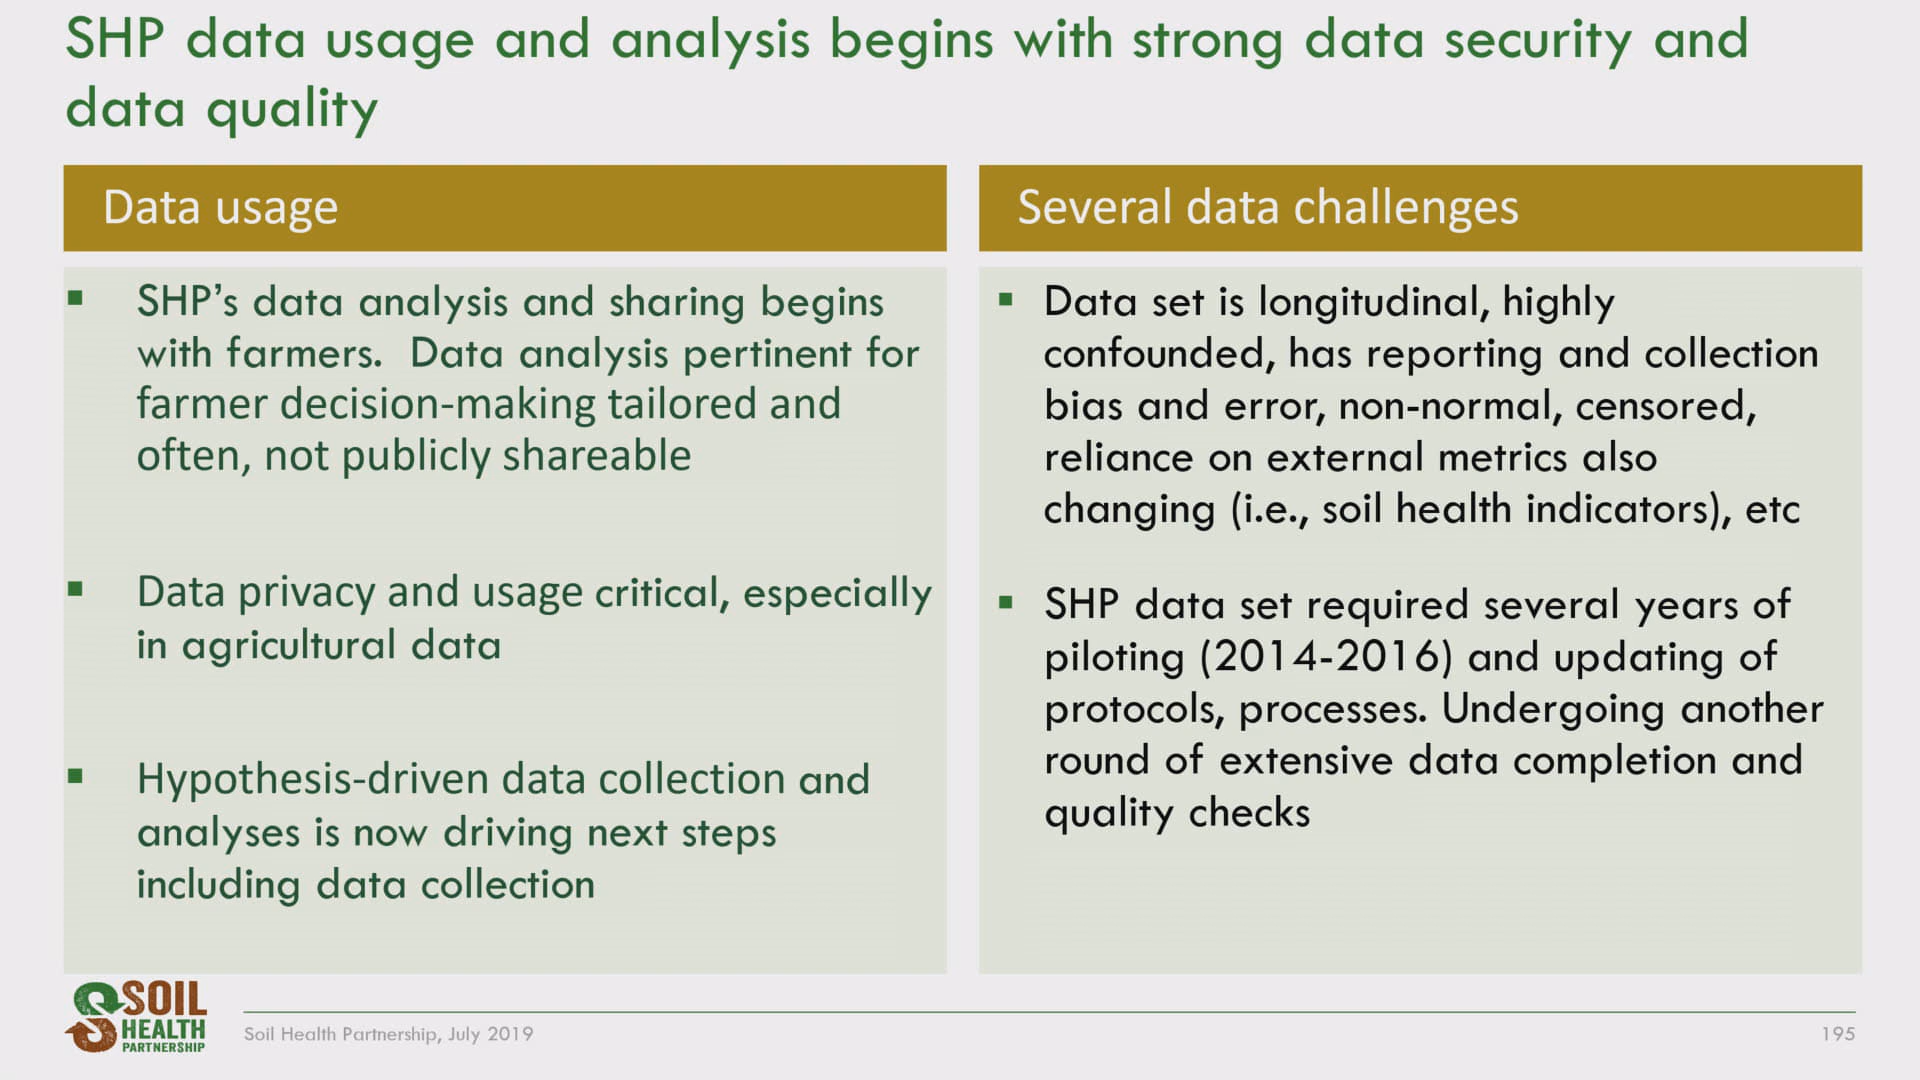 SHP data usage and analysis begins with strong data security and
data quality
Data usage
▪ SHP’s data analysis and sharing begins
with farmers.  Data analysis pertinent for
farmer decision-making tailored and
often, not publicly shareable
▪ Data privacy and usage critical, especially
in agricultural data
▪ Hypothesis-driven data collection and
analyses is now driving next steps
including data collection
Several data challenges
▪ Data set is longitudinal, highly
confounded, has reporting and collection
bias and error, non-normal, censored,
reliance on external metrics also
changing (i.e., soil health indicators), etc
▪ SHP data set required several years of
piloting (2014-2016) and updating of
protocols, processes. Undergoing another
round of extensive data completion and
quality checks
SOIL
HEALTH
PARTNERSHIP
Soil Health Partnership, July 2019
195